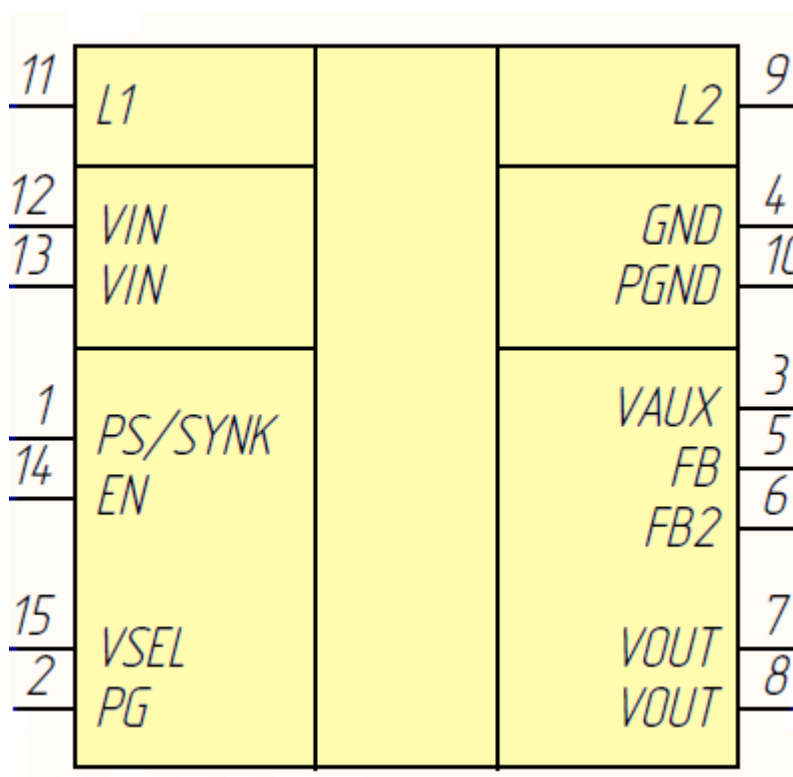 11 L1 L2 9
12 VIN GND 4
13 VIN PGND 10
VAUX 3
1 PS/SYNK FB 5
14 EN FB2 6
15 VSEL VOUT 7
2 PG VOUT 8